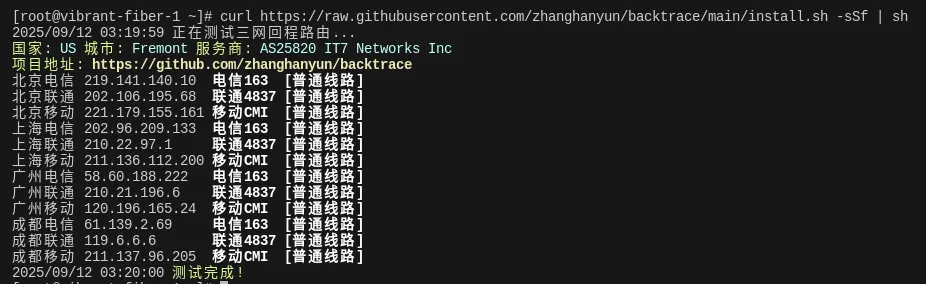 [root@vibrant-fiber-1 ~]# curl https://raw.githubusercontent.com/zhanghanyun/backtrace/main/install.sh -sSf | sh
2025/09/12 03:19:59 正在测试三网回程路由...
国家: US 城市: Fremont 服务商: AS25820 IT7 Networks Inc
项目地址: https://github.com/zhanghanyun/backtrace
北京电信 219.141.140.10 电信163 [普通线路]
北京联通 202.106.195.68 联通4837 [普通线路]
北京移动 221.179.155.161 移动CMI [普通线路]
上海电信 202.96.209.133 电信163 [普通线路]
上海联通 210.22.97.1 联通4837 [普通线路]
上海移动 211.136.112.200 移动CMI [普通线路]
广州电信 58.60.188.222 电信163 [普通线路]
广州联通 210.21.196.6 联通4837 [普通线路]
广州移动 120.196.165.24 移动CMI [普通线路]
成都电信 61.139.2.69 电信163 [普通线路]
成都联通 119.6.6.6 联通4837 [普通线路]
成都移动 211.137.96.205 移动CMI [普通线路]
2025/09/12 03:20:00 测试完成!